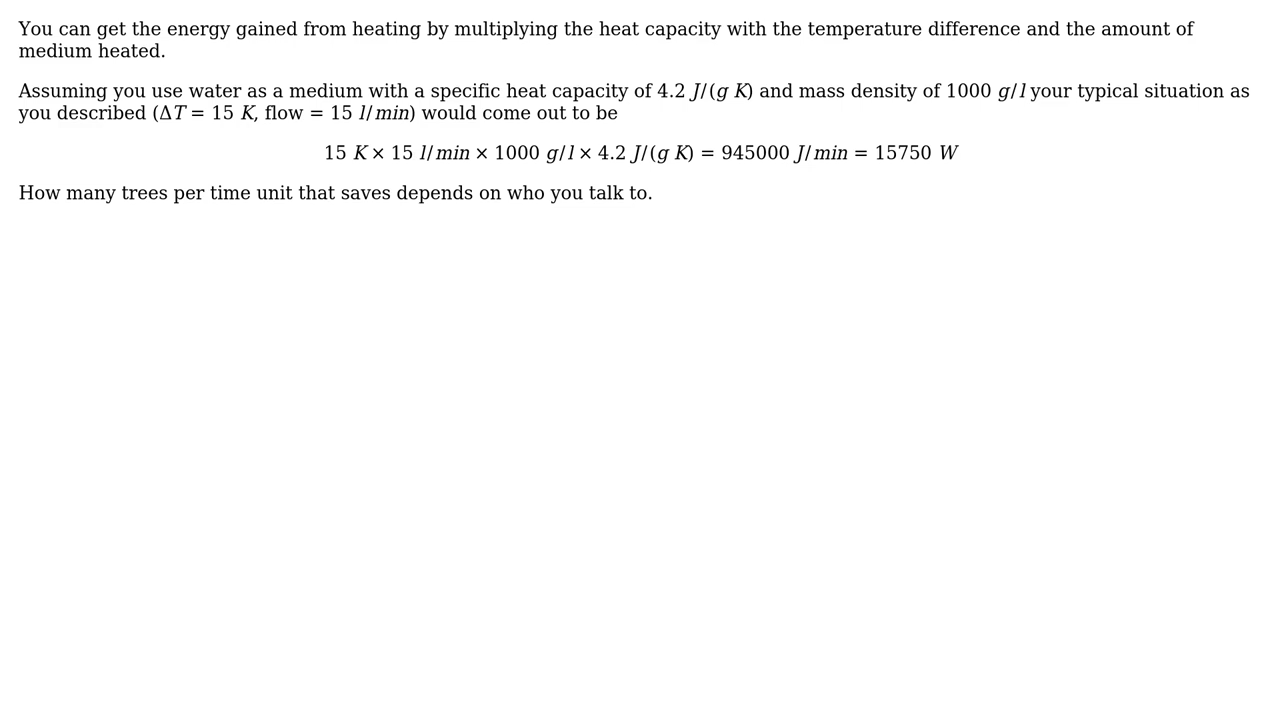 You can get the energy gained from heating by multiplying the heat capacity with the temperature difference and the amount of
medium heated.
Assuming you use water as a medium with a specific heat capacity of 4.2 J/(g K) and mass density of 1000 g/l your typical situation as
you described (ΔT = 15 K, flow = 15 l/min) would come out to be
15 K × 15 l/min × 1000 g/l × 4.2 J/(g K) = 945000 J/min = 15750 W
How many trees per time unit that saves depends on who you talk to.